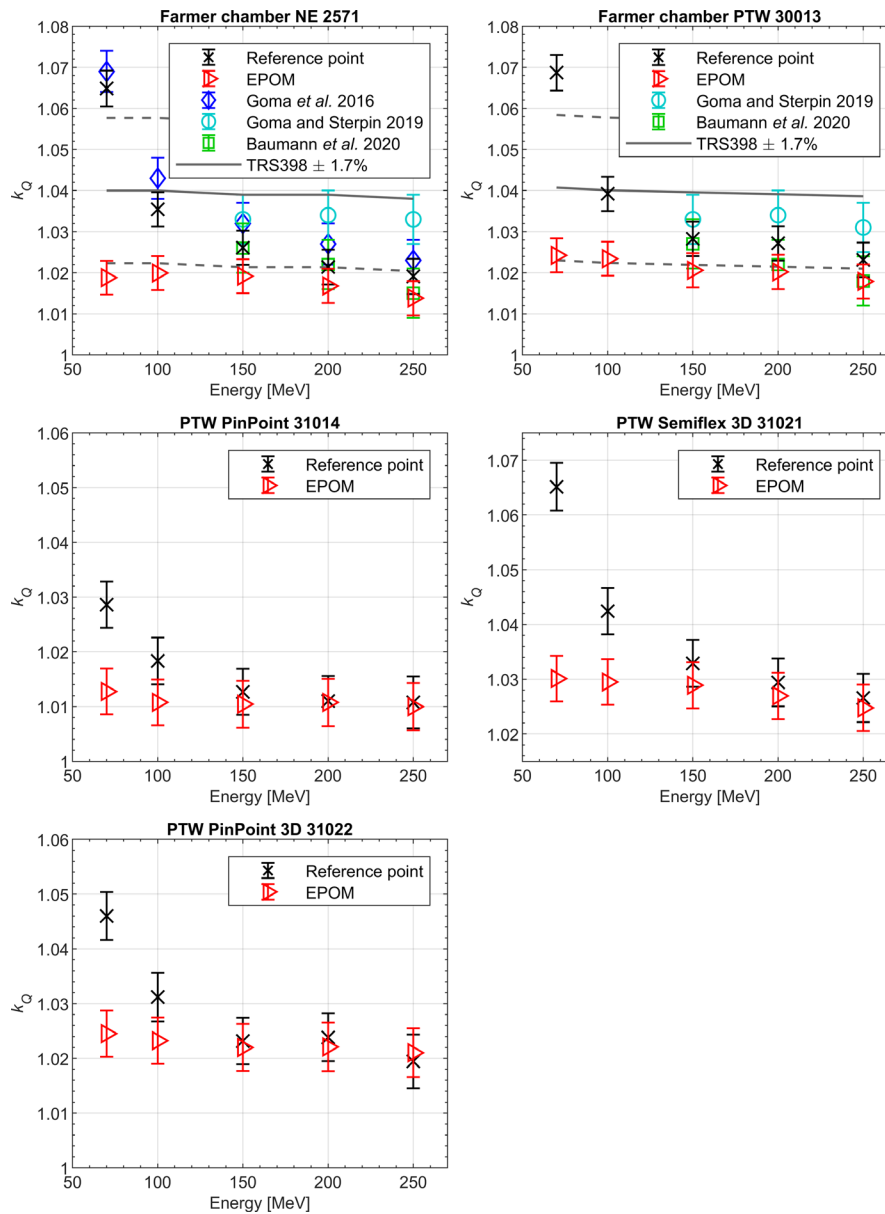 Farmer chamber NE 2571
1.08
1.07
1.06
1.05
1.04
1.03
1.02
1.01
1
k_Q
Reference point
EPOM
Goma et al. 2016
Goma and Sterpin 2019
Baumann et al. 2020
TRS398 ± 1.7%
50 100 150 200 250
Energy [MeV]
Farmer chamber PTW 30013
1.08
1.07
1.06
1.05
1.04
1.03
1.02
1.01
1
k_Q
Reference point
EPOM
Goma and Sterpin 2019
Baumann et al. 2020
TRS398 ± 1.7%
50 100 150 200 250
Energy [MeV]
PTW PinPoint 31014
1.06
1.05
1.04
1.03
1.02
1.01
1
k_Q
Reference point
EPOM
50 100 150 200 250
Energy [MeV]
PTW Semiflex 3D 31021
1.07
1.06
1.05
1.04
1.03
1.02
k_Q
Reference point
EPOM
50 100 150 200 250
Energy [MeV]
PTW PinPoint 3D 31022
1.06
1.05
1.04
1.03
1.02
1.01
1
k_Q
Reference point
EPOM
50 100 150 200 250
Energy [MeV]